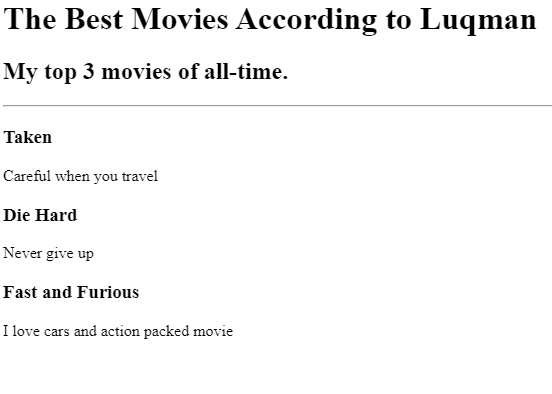 The Best Movies According to Luqman
My top 3 movies of all-time.
Taken
Careful when you travel
Die Hard
Never give up
Fast and Furious
I love cars and action packed movie